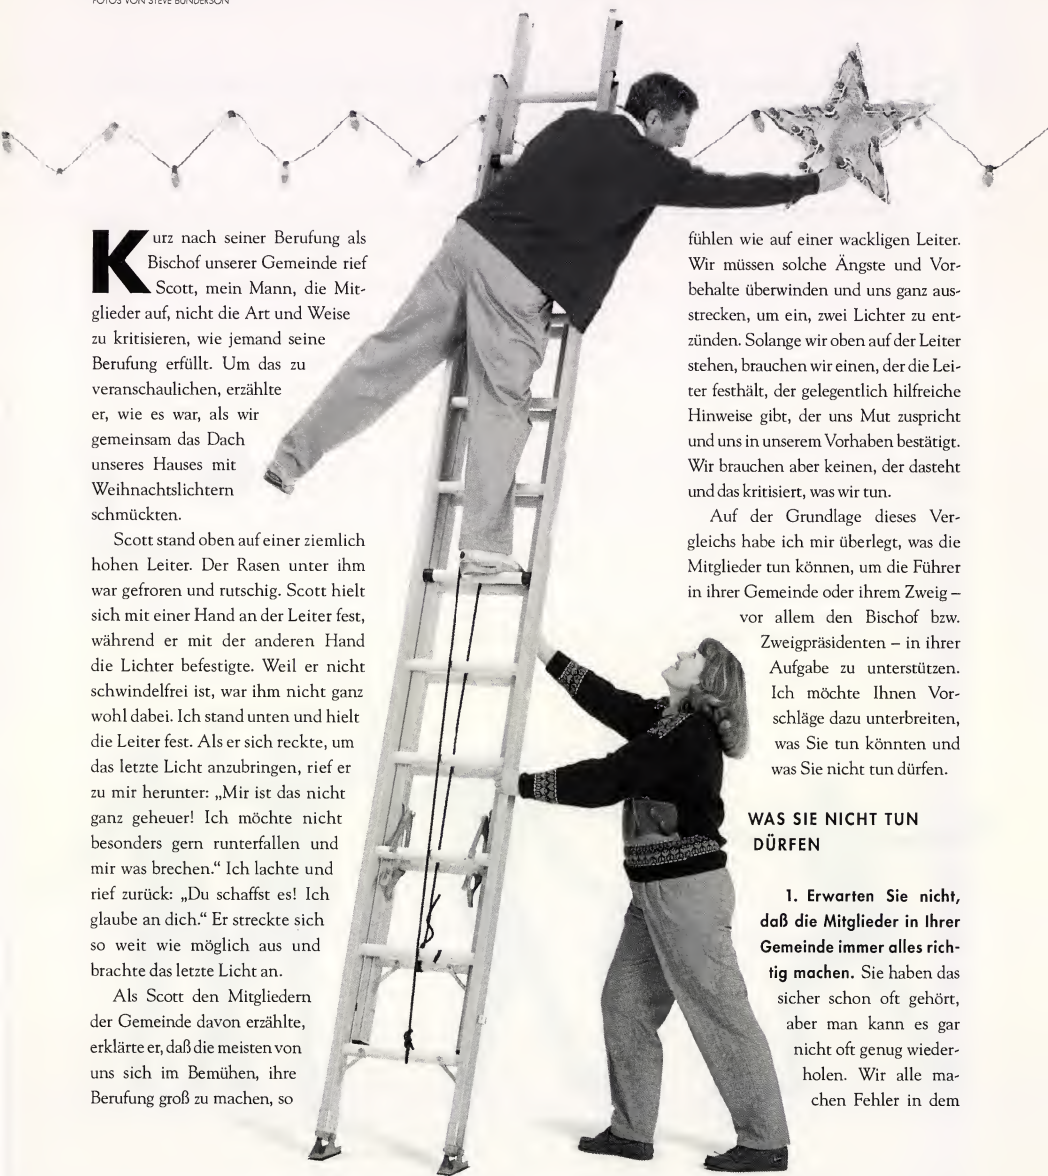 FOTOS VON STEVE BUNDERSON
Kurz nach seiner Berufung als
Bischof unserer Gemeinde rief
Scott, mein Mann, die Mit-
glieder auf, nicht die Art und Weise
zu kritisieren, wie jemand seine
Berufung erfüllt. Um das zu
veranschaulichen, erzählte
er, wie es war, als wir
gemeinsam das Dach
unseres Hauses mit
Weihnachtslichtern
schmückten.
Scott stand oben auf einer ziemlich
hohen Leiter. Der Rasen unter ihm
war gefroren und rutschig. Scott hielt
sich mit einer Hand an der Leiter fest,
während er mit der anderen Hand
die Lichter befestigte. Weil er nicht
schwindelfrei ist, war ihm nicht ganz
wohl dabei. Ich stand unten und hielt
die Leiter fest. Als er sich reckte, um
das letzte Licht anzubringen, rief er
zu mir herunter: „Mir ist das nicht
ganz geheuer! Ich möchte nicht
besonders gern runterfallen und
mir was brechen.“ Ich lachte und
rief zurück: „Du schaffst es! Ich
glaube an dich.“ Er streckte sich
so weit wie möglich aus und
brachte das letzte Licht an.
Als Scott den Mitgliedern
der Gemeinde davon erzählte,
erklärte er, daß die meisten von
uns sich im Bemühen, ihre
Berufung groß zu machen, so
fühlen wie auf einer wackligen Leiter.
Wir müssen solche Ängste und Vor-
behalte überwinden und uns ganz aus-
strecken, um ein, zwei Lichter zu ent-
zünden. Solange wir oben auf der Leiter
stehen, brauchen wir einen, der die Lei-
ter festhält, der gelegentlich hilfreiche
Hinweise gibt, der uns Mut zuspricht
und uns in unserem Vorhaben bestätigt.
Wir brauchen aber keinen, der dasteht
und das kritisiert, was wir tun.
Auf der Grundlage dieses Ver-
gleichs habe ich mir überlegt, was die
Mitglieder tun können, um die Führer
in ihrer Gemeinde oder ihrem Zweig –
vor allem den Bischof bzw.
Zweigpräsidenten – in ihrer
Aufgabe zu unterstützen.
Ich möchte Ihnen Vor-
schläge dazu unterbreiten,
was Sie tun könnten und
was Sie nicht tun dürfen.
WAS SIE NICHT TUN
DÜRFEN
1. Erwarten Sie nicht,
daß die Mitglieder in Ihrer
Gemeinde immer alles rich-
tig machen. Sie haben das
sicher schon oft gehört,
aber man kann es gar
nicht oft genug wieder-
holen. Wir alle ma-
chen Fehler in dem